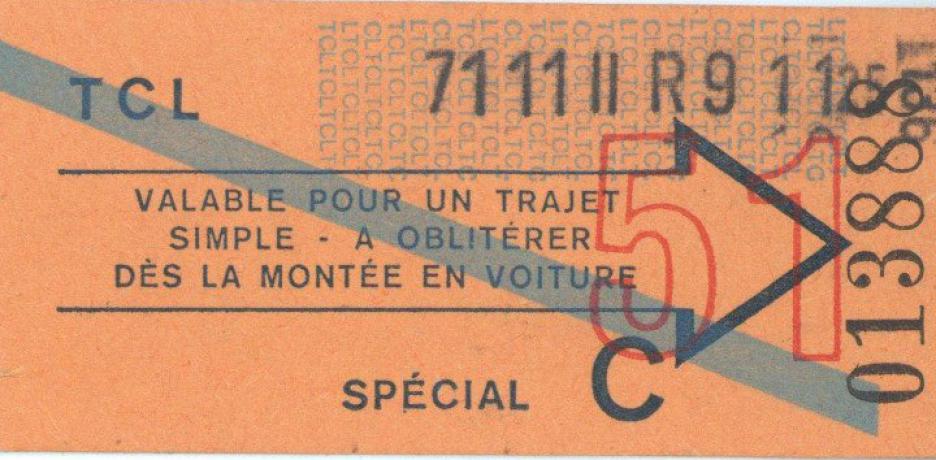 TCL
7111 II R9 11
VALABLE POUR UN TRAJET
SIMPLE - A OBLITÉRER
DÈS LA MONTÉE EN VOITURE
51
SPÉCIAL C
013888